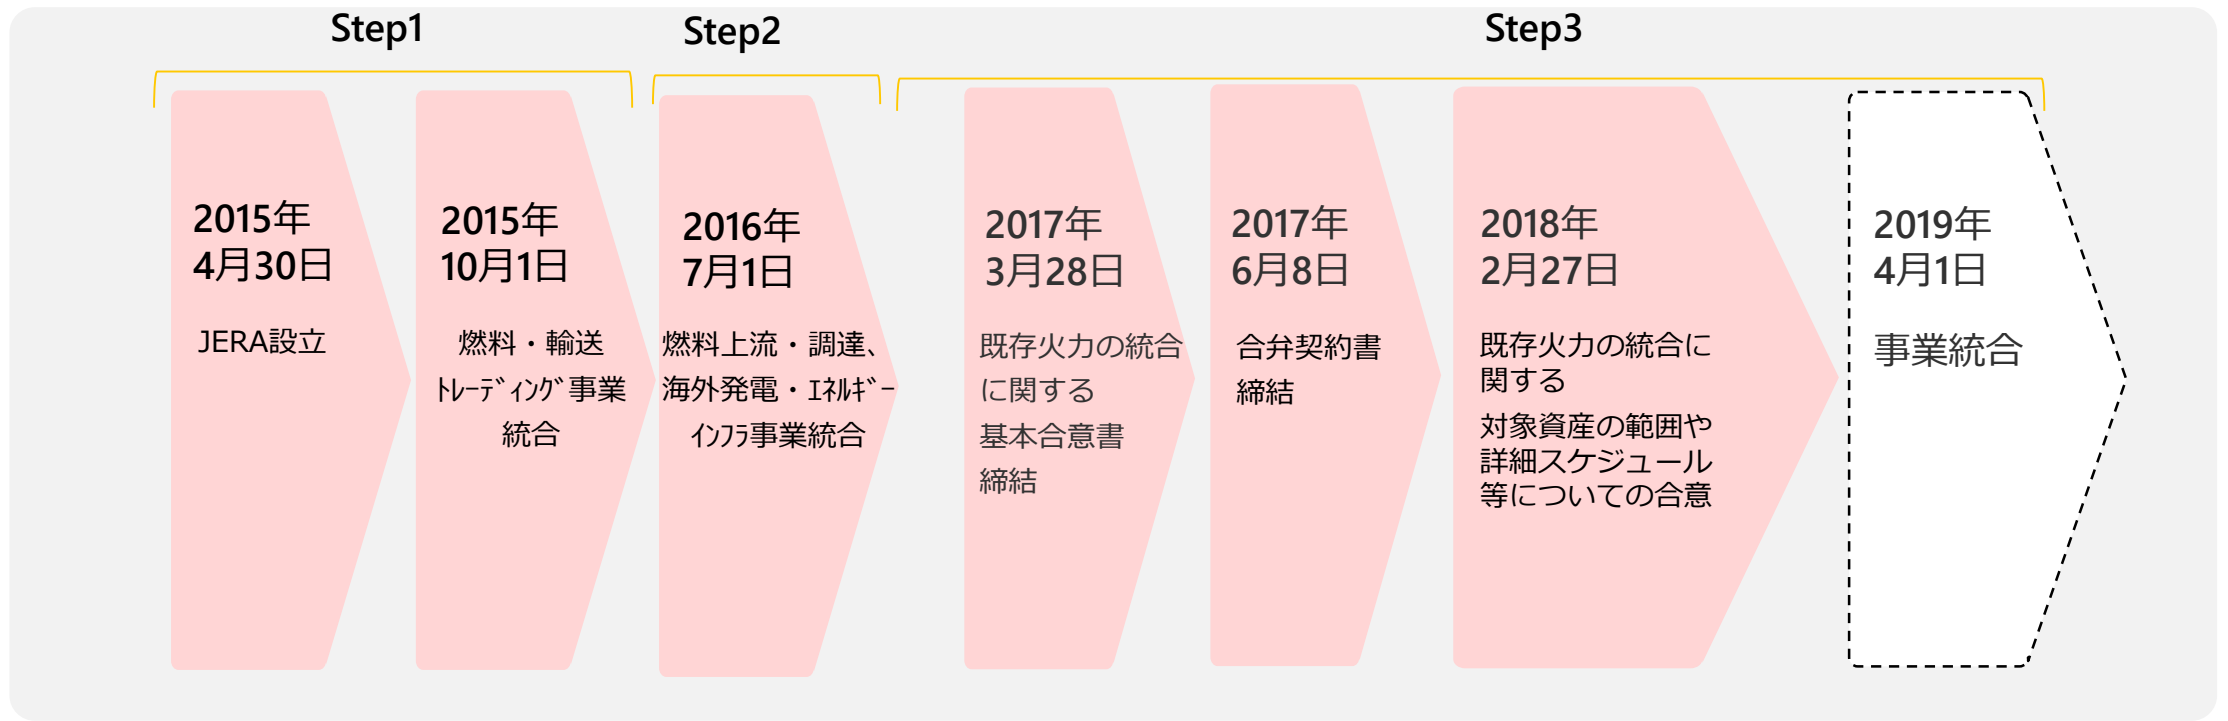 Step1
2015年
4月30日
JERA設立
2015年
10月1日
燃料・輸送
ﾄﾚｰﾃﾞｨﾝｸﾞ事業
統合
Step2
2016年
7月1日
燃料上流・調達、
海外発電・ｴﾈﾙｷﾞｰ
ｲﾝﾌﾗ事業統合
Step3
2017年
3月28日
既存火力の統合
に関する
基本合意書
締結
2017年
6月8日
合弁契約書
締結
2018年
2月27日
既存火力の統合に
関する
対象資産の範囲や
詳細スケジュール
等についての合意
2019年
4月1日
事業統合